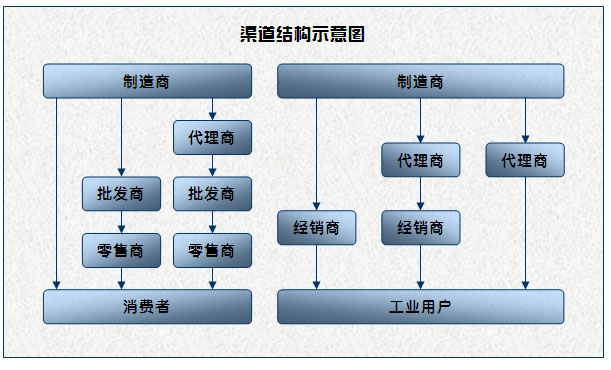 渠道结构示意图
制造商 制造商
代理商
代理商 代理商
批发商 批发商
经销商 经销商
零售商 零售商
消费者 工业用户